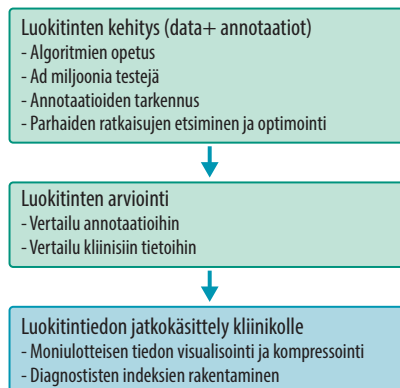 Luokitinten kehitys (data+ annotaatiot)
- Algoritmien opetus
- Ad miljoonia testejä
- Annotaatioiden tarkennus
- Parhaiden ratkaisujen etsiminen ja optimointi
Luokitinten arviointi
- Vertailu annotaatioihin
- Vertailu kliinisiin tietoihin
Luokitintiedon jatkokäsittely kliinikolle
- Moniulotteisen tiedon visualisointi ja kompressointi
- Diagnostisten indeksien rakentaminen